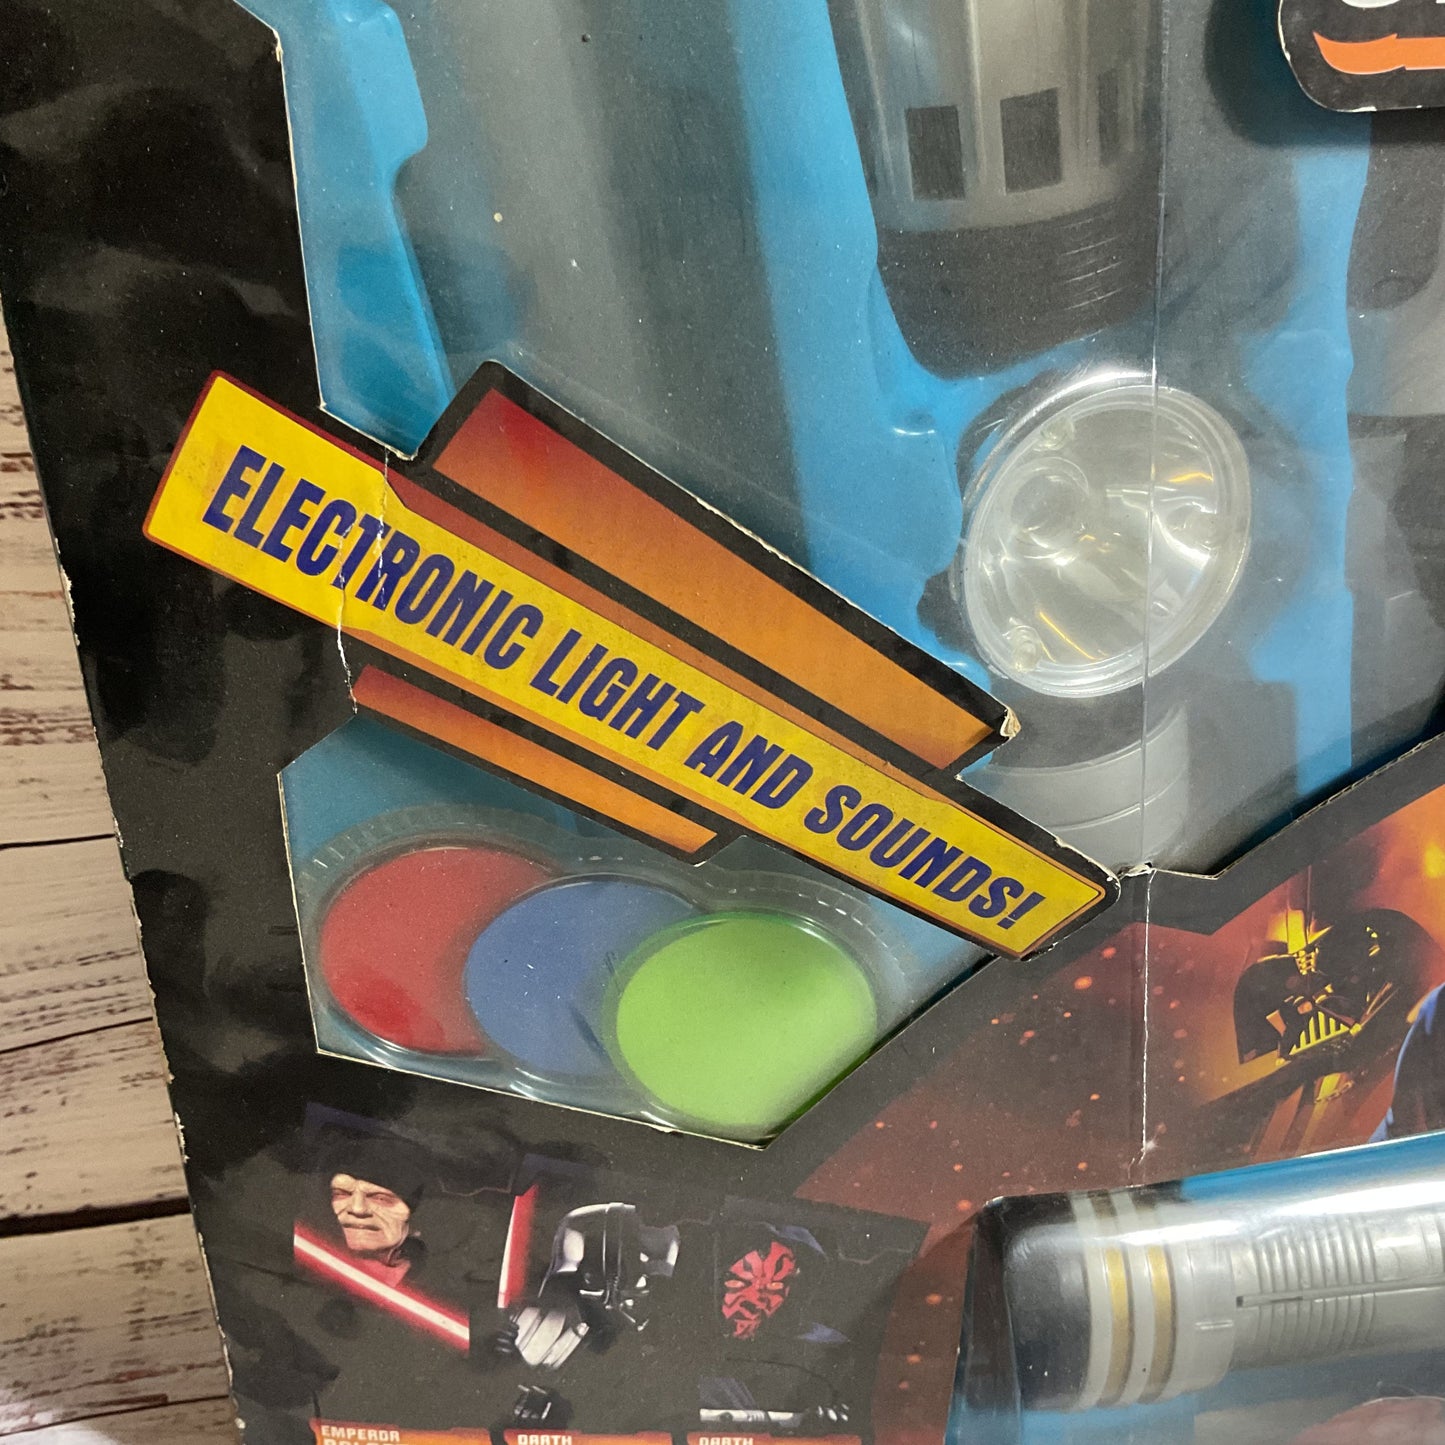 ELECTRONIC LIGHT AND SOUNDS!
EMPEROR
DARTH
DARTH